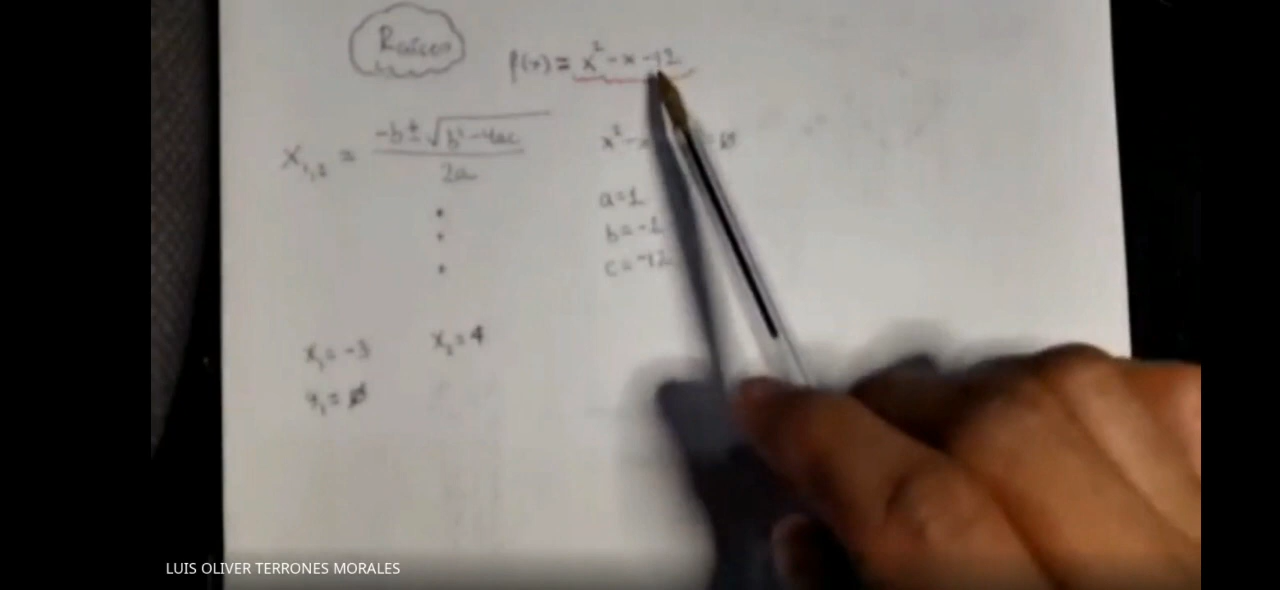 Raíces
f(x) = x² - x - 12
x₁,₂ = (-b ± √(b² - 4ac)) / 2a
x² -
a = 1
b = -1
c = -12
x₁ = -3 x₂ = 4
y₁ = Ø
LUIS OLIVER TERRONES MORALES